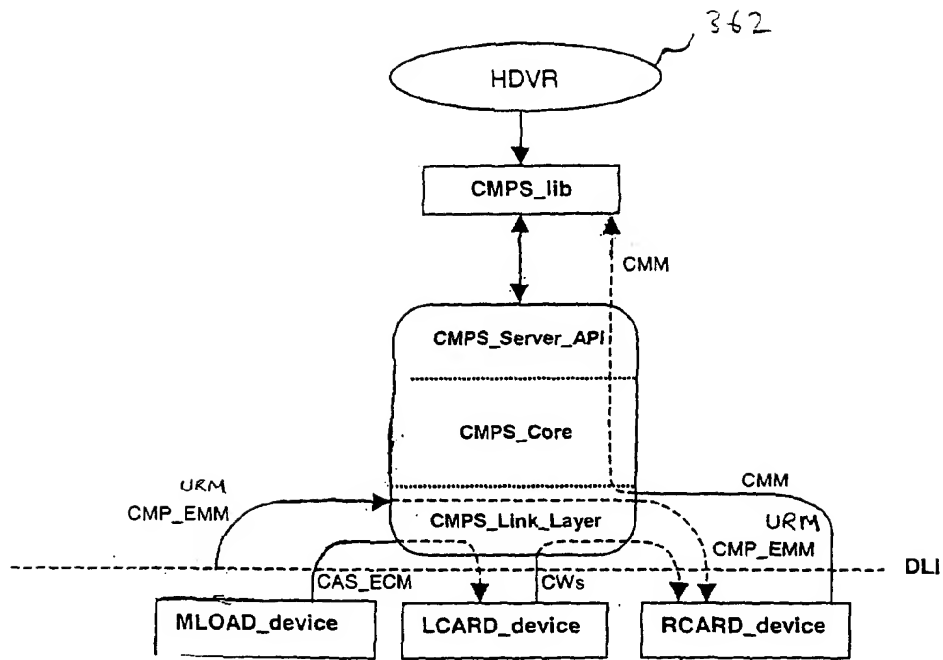 362
HDVR
CMPS_lib
CMM
CMPS_Server_API
CMPS_Core
URM
CMP_EMM
CMM
CMPS_Link_Layer
URM
CMP_EMM
CAS_ECM
CWs
DLI
MLOAD_device
LCARD_device
RCARD_device